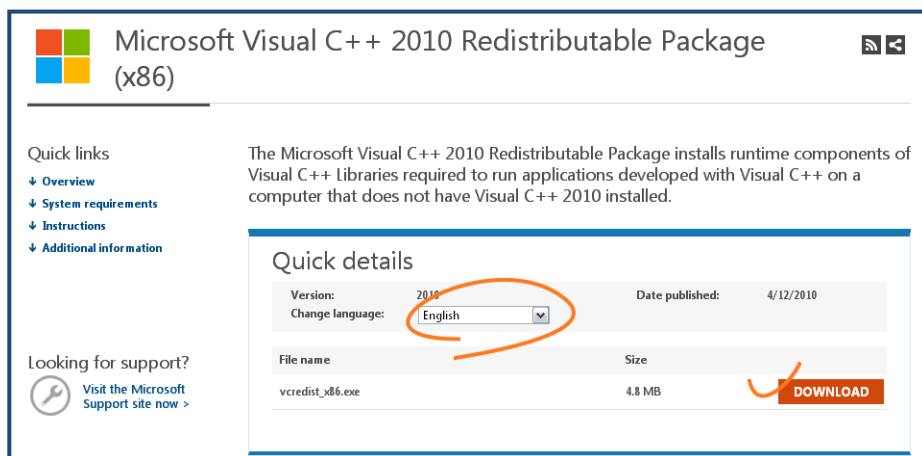 Microsoft Visual C++ 2010 Redistributable Package
(x86)
Quick links
Overview
System requirements
Instructions
Additional information
Looking for support?
Visit the Microsoft
Support site now >
The Microsoft Visual C++ 2010 Redistributable Package installs runtime components of
Visual C++ Libraries required to run applications developed with Visual C++ on a
computer that does not have Visual C++ 2010 installed.
Quick details
Version: 2010 Date published: 4/12/2010
Change language: English
File name Size
vcredist_x86.exe 4.8 MB DOWNLOAD